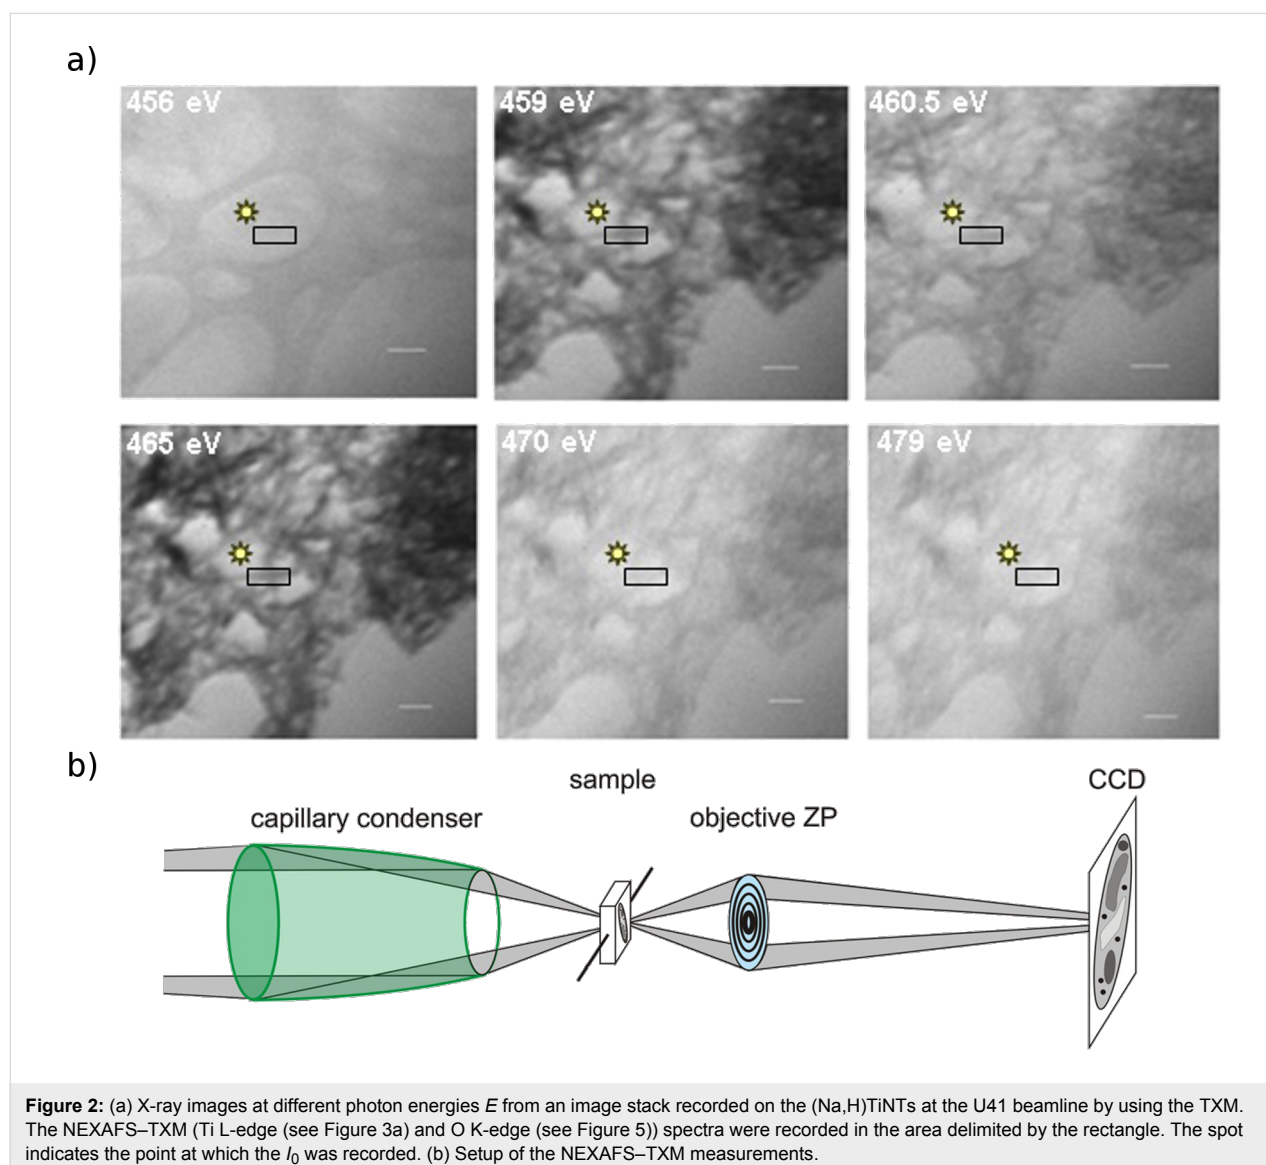 a)
456 eV
459 eV
460.5 eV
465 eV
470 eV
479 eV
b)
sample
CCD
capillary condenser
objective ZP
Figure 2: (a) X-ray images at different photon energies E from an image stack recorded on the (Na,H)TiNTs at the U41 beamline by using the TXM.
The NEXAFS–TXM (Ti L-edge (see Figure 3a) and O K-edge (see Figure 5)) spectra were recorded in the area delimited by the rectangle. The spot
indicates the point at which the I0 was recorded. (b) Setup of the NEXAFS–TXM measurements.